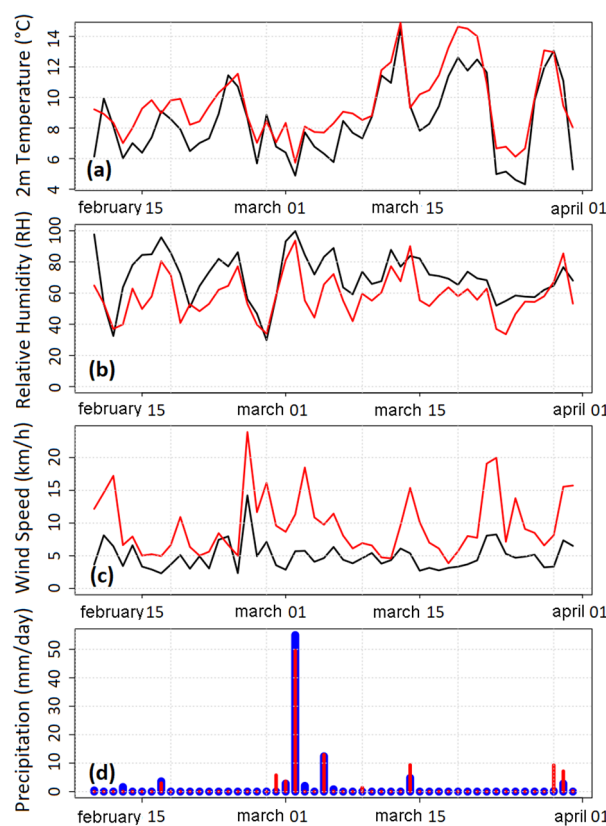 2m Temperature (°C)
14
12
10
8
6
4
(a)
february 15
march 01
march 15
april 01
Relative Humidity (RH)
100
80
60
40
20
0
(b)
february 15
march 01
march 15
april 01
Wind Speed (km/h)
20
15
10
5
0
(c)
february 15
march 01
march 15
april 01
Precipitation (mm/day)
50
40
30
20
10
0
(d)
february 15
march 01
march 15
april 01